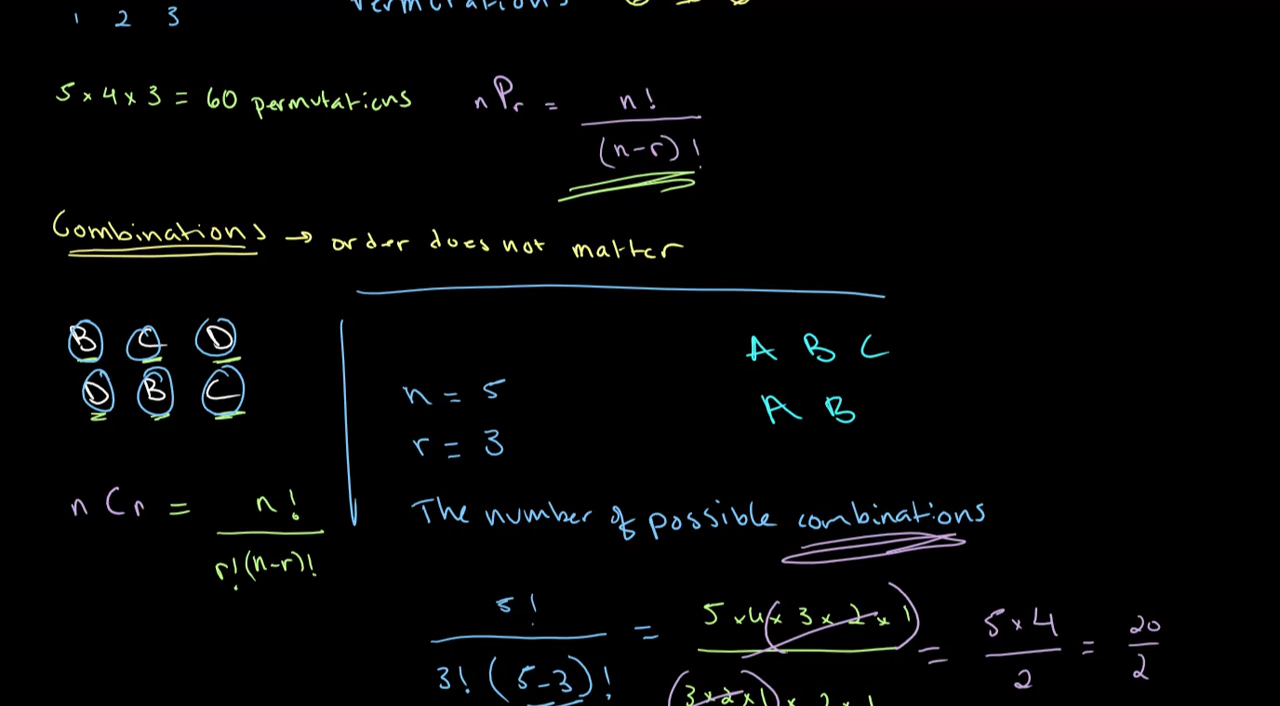 1 2 3 Permutations
5 × 4 × 3 = 60 permutations nPr = n! / (n-r)!
Combinations → order does not matter
B C D
D B C
A B C
A B
n = 5
r = 3
nCr = n! / r!(n-r)!
The number of possible combinations
5! / 3!(5-3)! = 5×4×3×2×1 / (3×2×1)×2×1 = 5×4 / 2 = 20 / 2